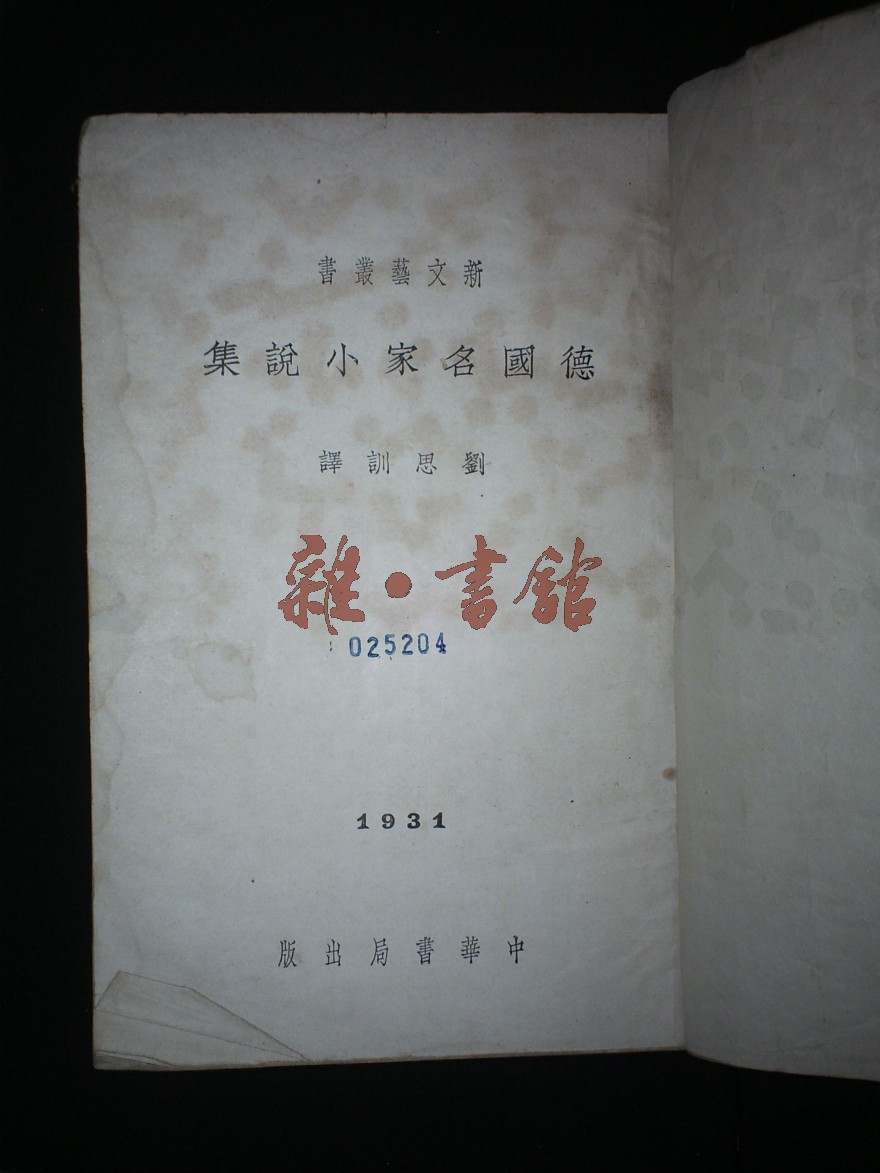 新文藝叢書
德國名家小說集
劉思訓譯
雜·書館
025204
1931
中華書局出版